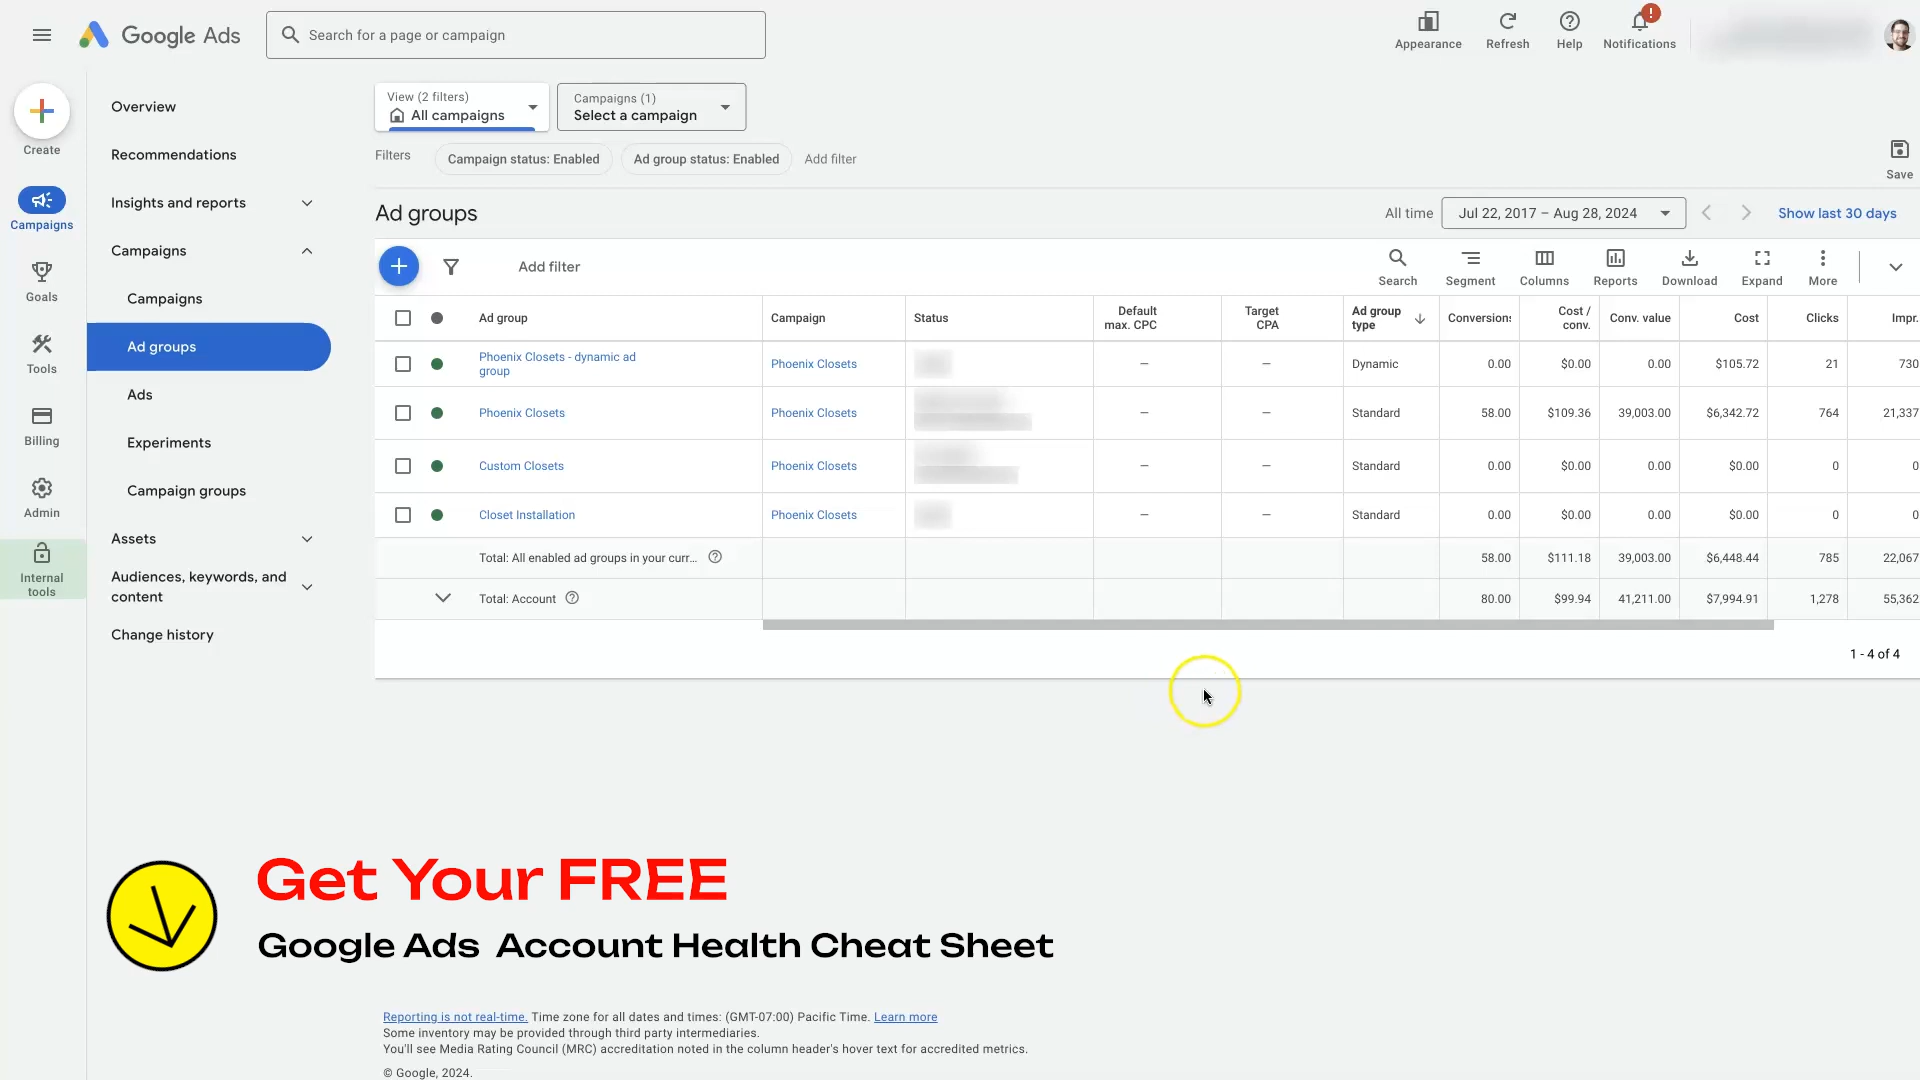 Google Ads
Search for a page or campaign
Appearance
Refresh
Help
!
Notifications
Create
Campaigns
Goals
Tools
Billing
Admin
Internal
tools
Overview
Recommendations
Insights and reports
Campaigns
Campaigns
Ad groups
Ads
Experiments
Campaign groups
Assets
Audiences, keywords, and
content
Change history
View (2 filters)
All campaigns
Campaigns (1)
Select a campaign
Filters
Campaign status: Enabled
Ad group status: Enabled
Add filter
Save
Ad groups
All time
Jul 22, 2017 – Aug 28, 2024
Show last 30 days
Add filter
Search
Segment
Columns
Reports
Download
Expand
More
Ad group Campaign Status Default max. CPC Target CPA Ad group type Conversions Cost / conv. Conv. value Cost Clicks Impr.
Phoenix Closets - dynamic ad
group
Phoenix Closets — — Dynamic 0.00 $0.00 0.00 $105.72 21 730
Phoenix Closets Phoenix Closets — — Standard 58.00 $109.36 39,003.00 $6,342.72 764 21,337
Custom Closets Phoenix Closets — — Standard 0.00 $0.00 0.00 $0.00 0 0
Closet Installation Phoenix Closets — — Standard 0.00 $0.00 0.00 $0.00 0 0
Total: All enabled ad groups in your curr... 58.00 $111.18 39,003.00 $6,448.44 785 22,067
Total: Account 80.00 $99.94 41,211.00 $7,994.91 1,278 55,362
1 - 4 of 4
Get Your FREE
Google Ads Account Health Cheat Sheet
Reporting is not real-time. Time zone for all dates and times: (GMT-07:00) Pacific Time. Learn more
Some inventory may be provided through third party intermediaries.
You'll see Media Rating Council (MRC) accreditation noted in the column header's hover text for accredited metrics.
© Google, 2024.